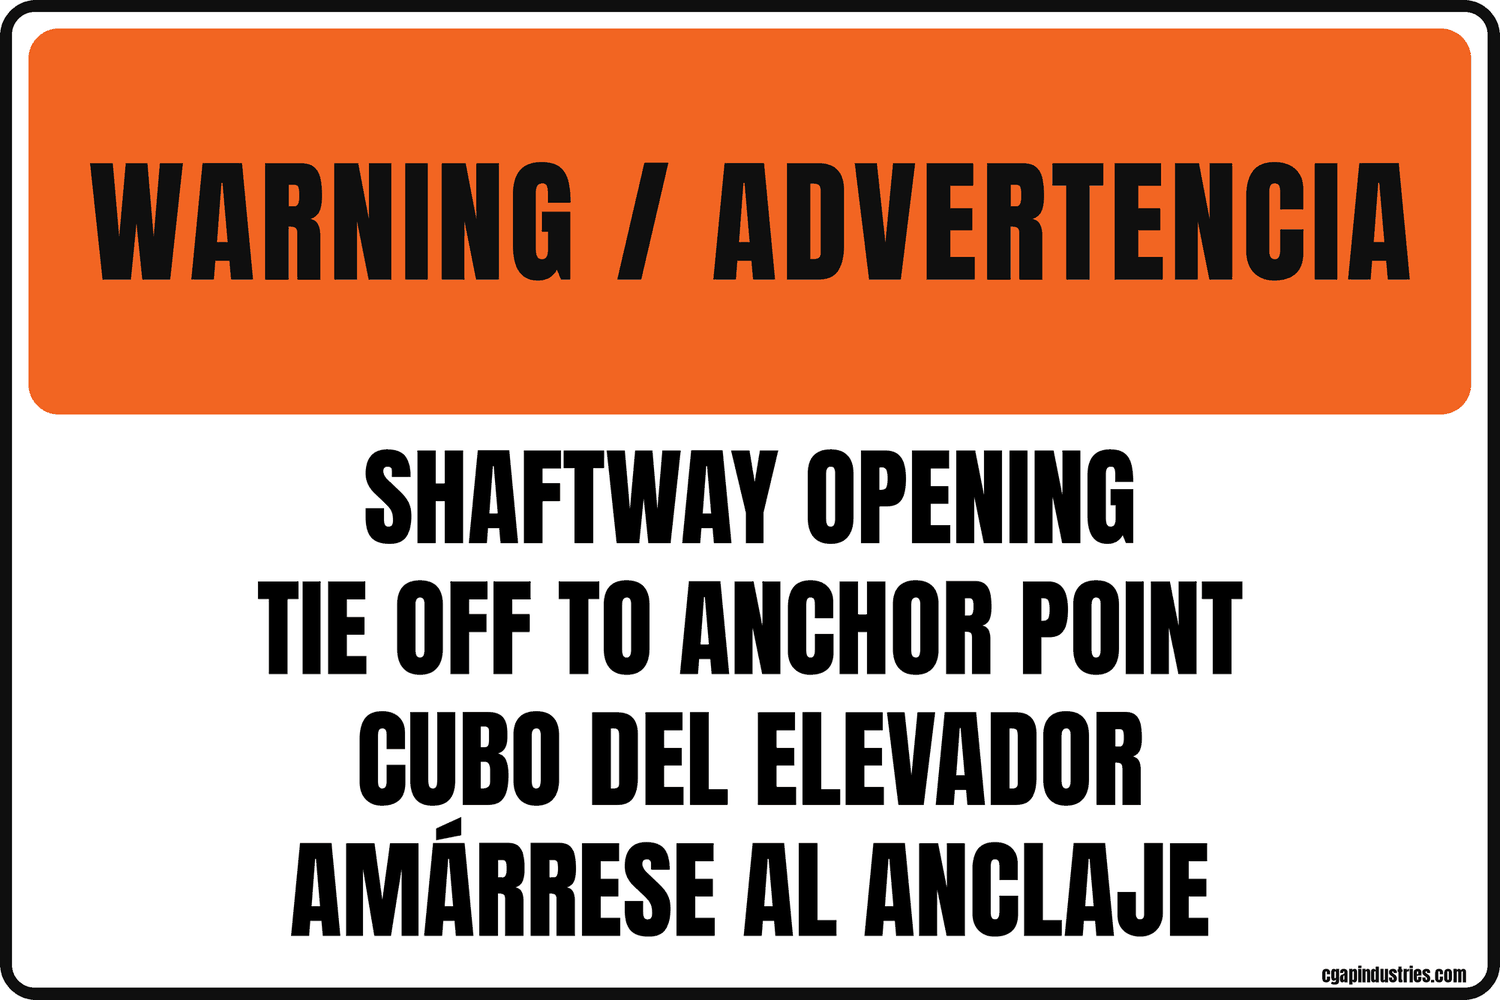 WARNING / ADVERTENCIA
SHAFTWAY OPENING
TIE OFF TO ANCHOR POINT
CUBO DEL ELEVADOR
AMÁRRESE AL ANCLAJE
cgapindustries.com